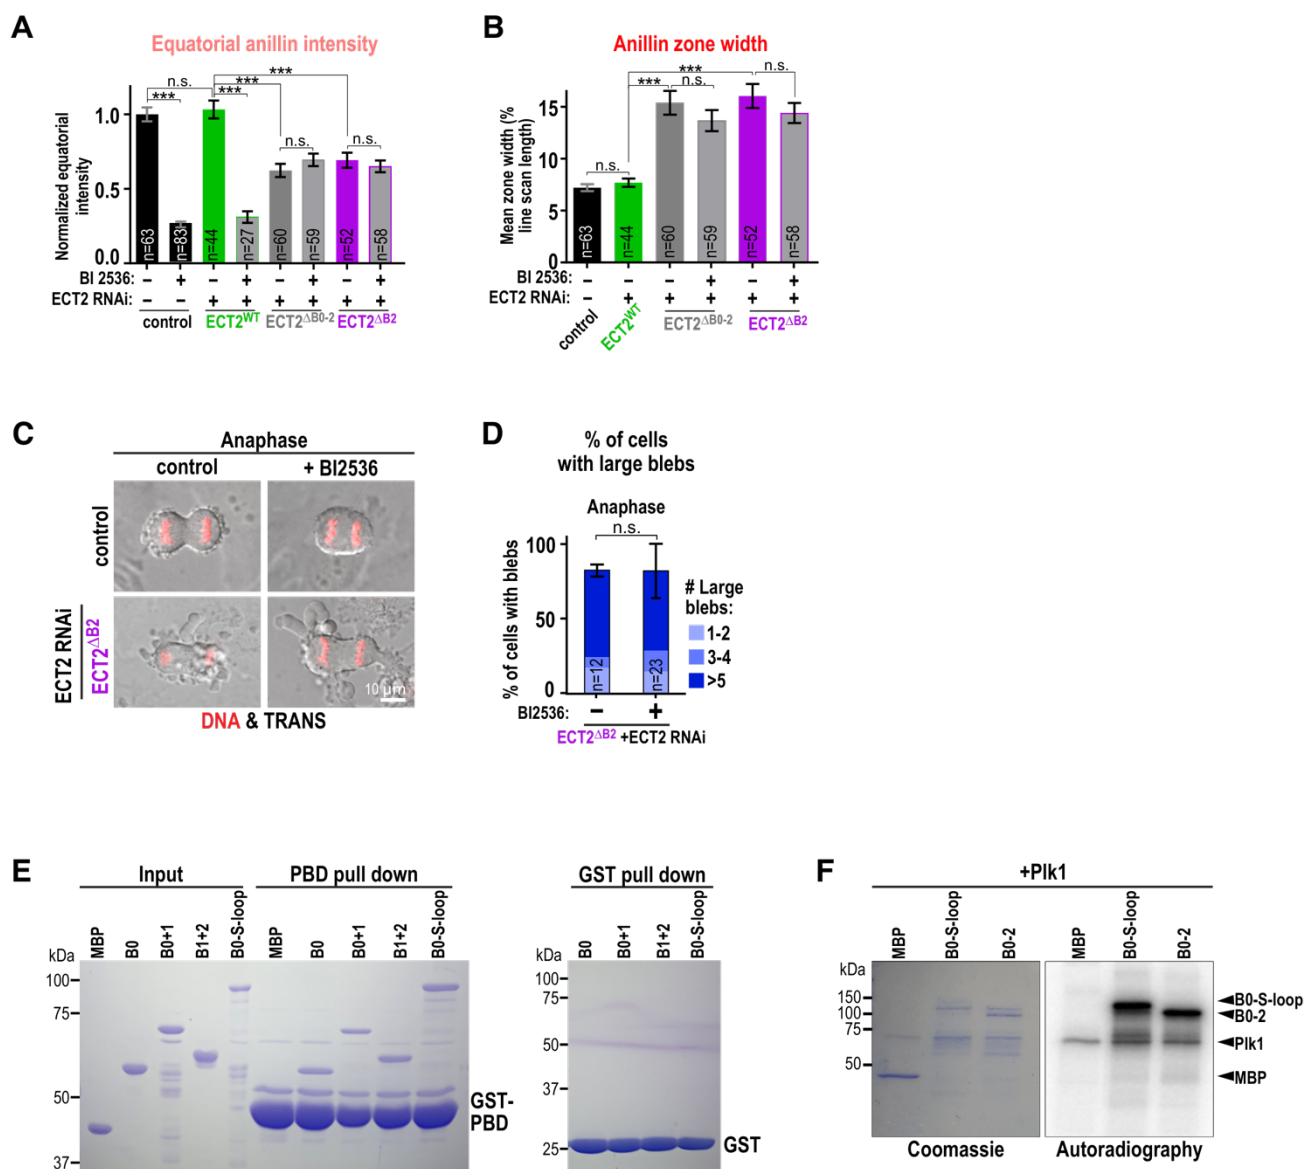 A
Equatorial anillin intensity
Normalized equatorial
intensity
1.0
0.5
0.0
n.s.
***
***
***
***
n.s.
n.s.
n=63
n=83
n=44
n=27
n=60
n=59
n=52
n=58
BI 2536: – + – + – + – +
ECT2 RNAi: – – + + + + + +
control ECT2WT ECT2ΔB0-2 ECT2ΔB2
B
Anillin zone width
Mean zone width (%
line scan length)
15
10
5
0
n.s.
***
n.s.
***
n.s.
n=63
n=44
n=60
n=59
n=52
n=58
BI 2536: – – – + – +
ECT2 RNAi: – + + + + +
control ECT2WT ECT2ΔB0-2 ECT2ΔB2
C
Anaphase
control + BI2536
control
ECT2 RNAi
ECT2ΔB2
10 µm
DNA & TRANS
D
% of cells
with large blebs
Anaphase
n.s.
% of cells with blebs
100
50
0
n=12
n=23
# Large
blebs:
1-2
3-4
>5
BI2536: – +
ECT2ΔB2 +ECT2 RNAi
E
Input PBD pull down GST pull down
MBP B0 B0+1 B1+2 B0-S-loop MBP B0 B0+1 B1+2 B0-S-loop B0 B0+1 B1+2 B0-S-loop
kDa
100
75
50
37
GST-
PBD
kDa
100
75
50
37
25
GST
F
+Plk1
MBP B0-S-loop B0-2 MBP B0-S-loop B0-2
kDa
150
100
75
50
B0-S-loop
B0-2
Plk1
MBP
Coomassie Autoradiography